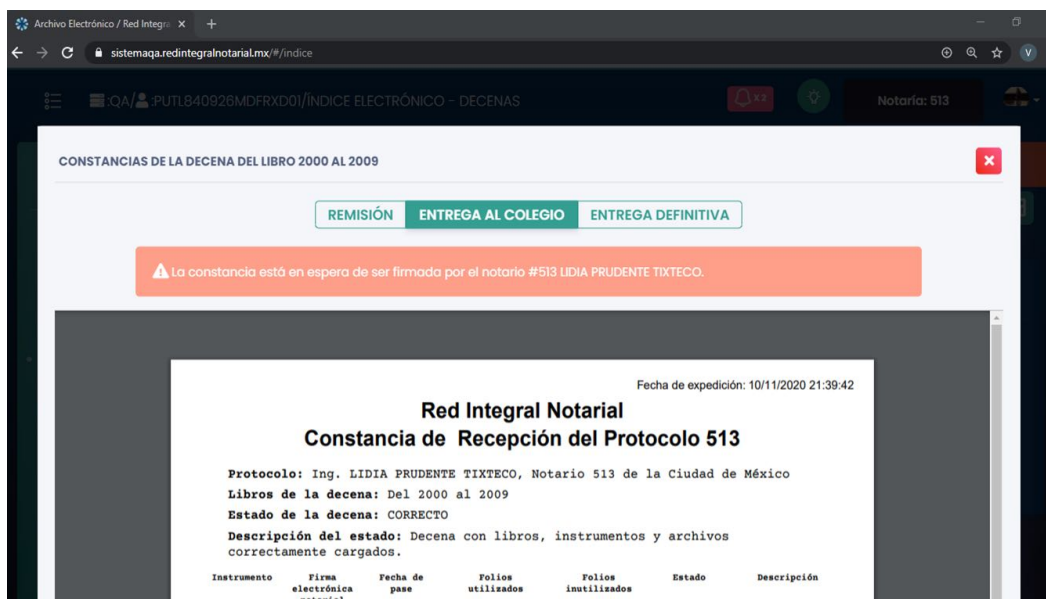 Archivo Electrónico / Red Integra
sistemaqa.redintegralnotarial.mx/#/indice
V
:QA/ :PUTL840926MDFRXD01/ÍNDICE ELECTRÓNICO - DECENAS
X2
Notaría: 513
CONSTANCIAS DE LA DECENA DEL LIBRO 2000 AL 2009
REMISIÓN ENTREGA AL COLEGIO ENTREGA DEFINITIVA
La constancia está en espera de ser firmada por el notario #513 LIDIA PRUDENTE TIXTECO.
Fecha de expedición: 10/11/2020 21:39:42
Red Integral Notarial
Constancia de Recepción del Protocolo 513
Protocolo: Ing. LIDIA PRUDENTE TIXTECO, Notario 513 de la Ciudad de México
Libros de la decena: Del 2000 al 2009
Estado de la decena: CORRECTO
Descripción del estado: Decena con libros, instrumentos y archivos
correctamente cargados.
Instrumento Firma Fecha de Folios Folios Estado Descripción
electrónica pase utilizados inutilizados